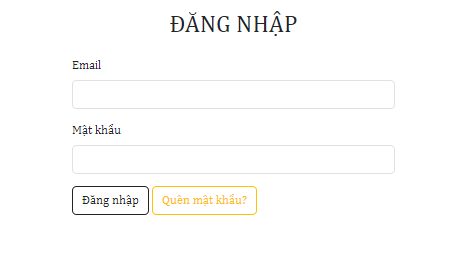 ĐĂNG NHẬP
Email
Mật khẩu
Đăng nhập Quên mật khẩu?